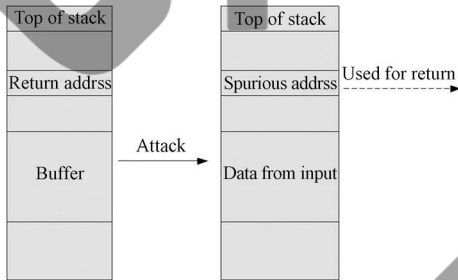 Top of stack
Return addrss
Buffer
Attack
Top of stack
Spurious addrss
Used for return
Data from input